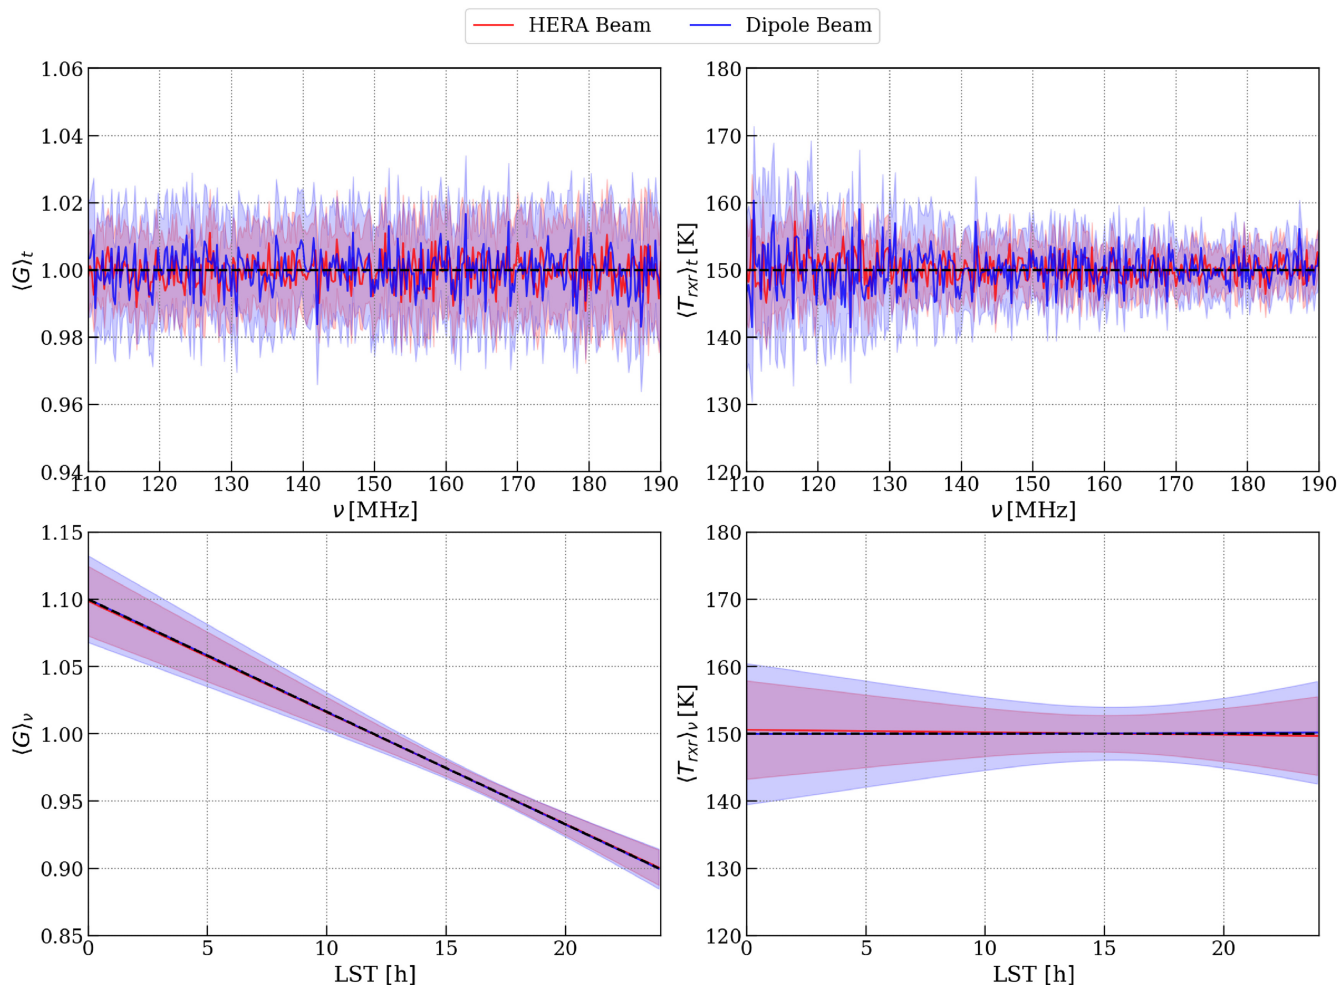 HERA Beam Dipole Beam
1.06
1.04
1.02
1.00
0.98
0.96
0.94
⟨G⟩t
110 120 130 140 150 160 170 180 190
ν [MHz]
180
170
160
150
140
130
120
⟨Trxr⟩t [K]
110 120 130 140 150 160 170 180 190
ν [MHz]
1.15
1.10
1.05
1.00
0.95
0.90
0.85
⟨G⟩ν
0 5 10 15 20
LST [h]
180
170
160
150
140
130
120
⟨Trxr⟩ν [K]
0 5 10 15 20
LST [h]